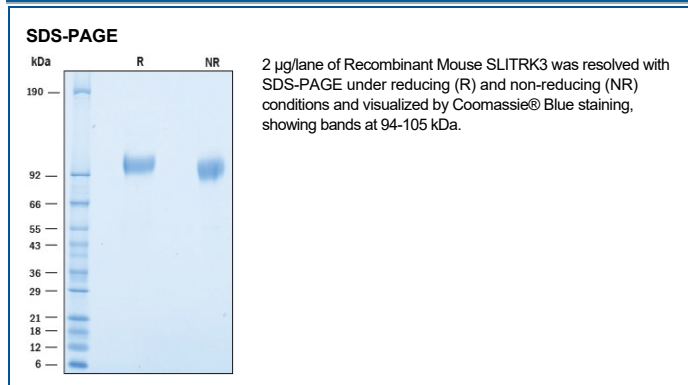 SDS-PAGE
kDa R NR
190
92
66
55
43
36
29
21
18
12
6
2 µg/lane of Recombinant Mouse SLITRK3 was resolved with
SDS-PAGE under reducing (R) and non-reducing (NR)
conditions and visualized by Coomassie® Blue staining,
showing bands at 94-105 kDa.